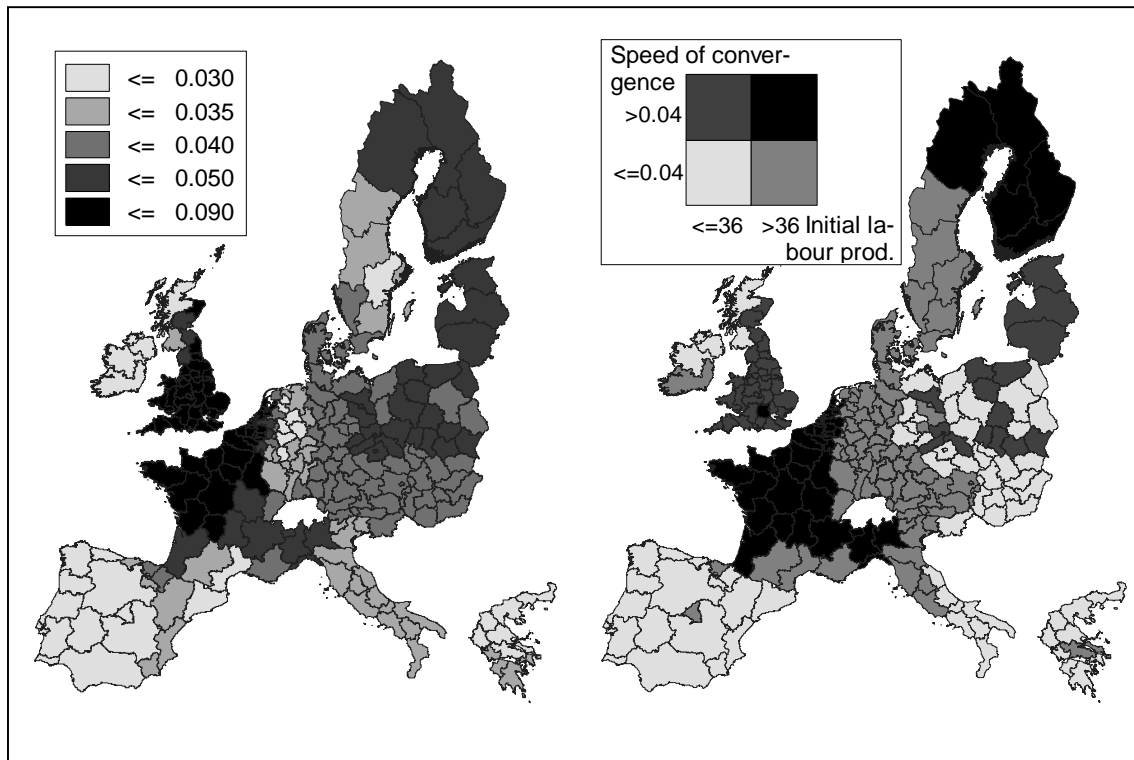 <= 0.030
<= 0.035
<= 0.040
<= 0.050
<= 0.090
Speed of conver-
gence
>0.04
<=0.04
<=36 >36 Initial la-
bour prod.